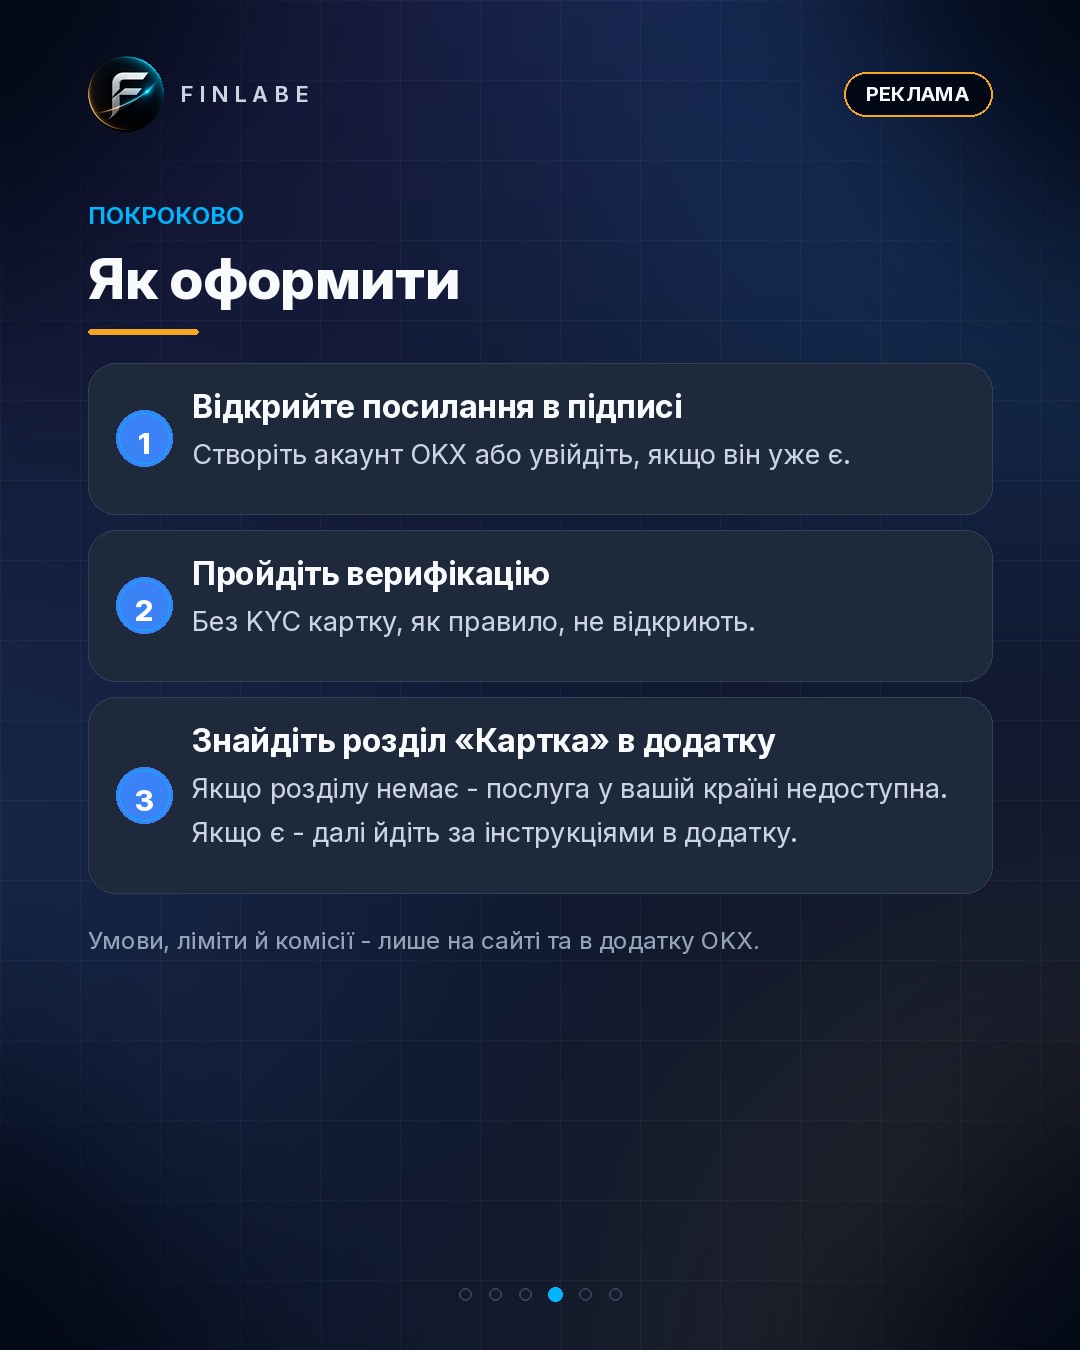 FINLABE
РЕКЛАМА
ПОКРОКОВО
Як оформити
1
Відкрийте посилання в підписі
Створіть акаунт OKX або увійдіть, якщо він уже є.
2
Пройдіть верифікацію
Без KYC картку, як правило, не відкриють.
3
Знайдіть розділ «Картка» в додатку
Якщо розділу немає - послуга у вашій країні недоступна.
Якщо є - далі йдіть за інструкціями в додатку.
Умови, ліміти й комісії - лише на сайті та в додатку OKX.